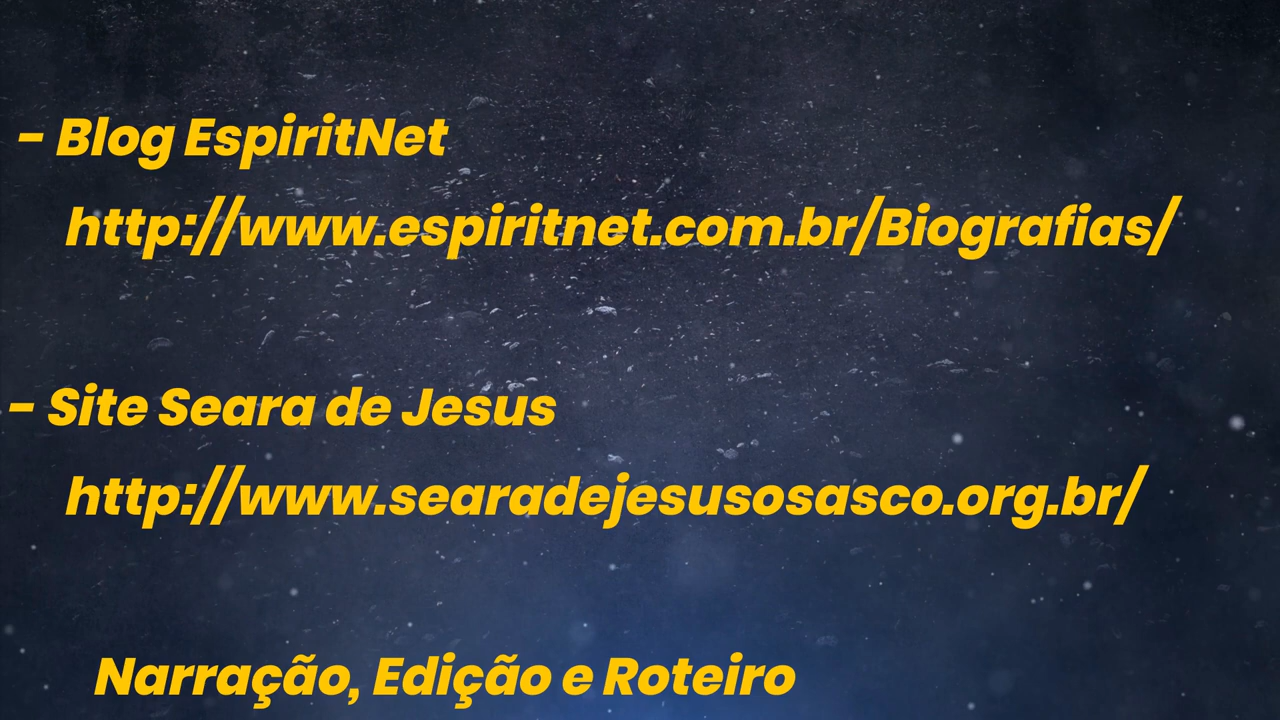 - Blog EspiritNet
http://www.espiritnet.com.br/Biografias/
- Site Seara de Jesus
http://www.searadejesusosasco.org.br/
Narração, Edição e Roteiro